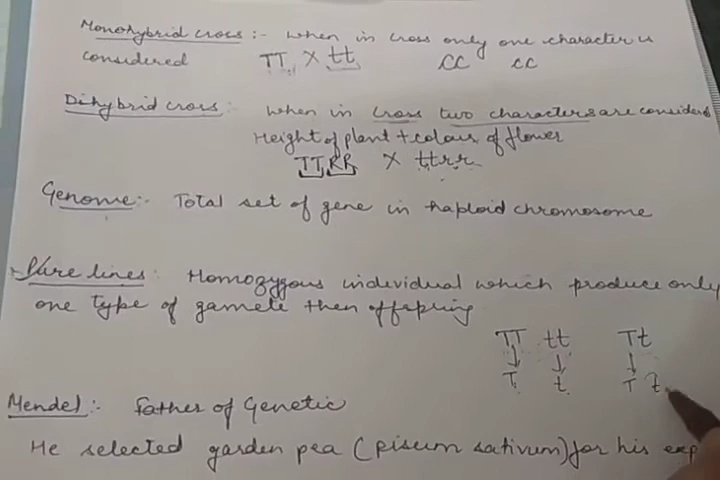 Monohybrid cross :- when in cross only one character is
considered TT X tt CC cc
Dihybrid cross :- when in cross two characters are considered
Height of plant + colour of flower
TTRR X ttrr
Genome :- Total set of gene in haploid chromosome
Pure lines : Homozygous individual which produce only
one type of gamete then offspring
TT tt Tt
T t T t
Mendel :- Father of Genetic
He selected garden pea (pisum sativum) for his exp